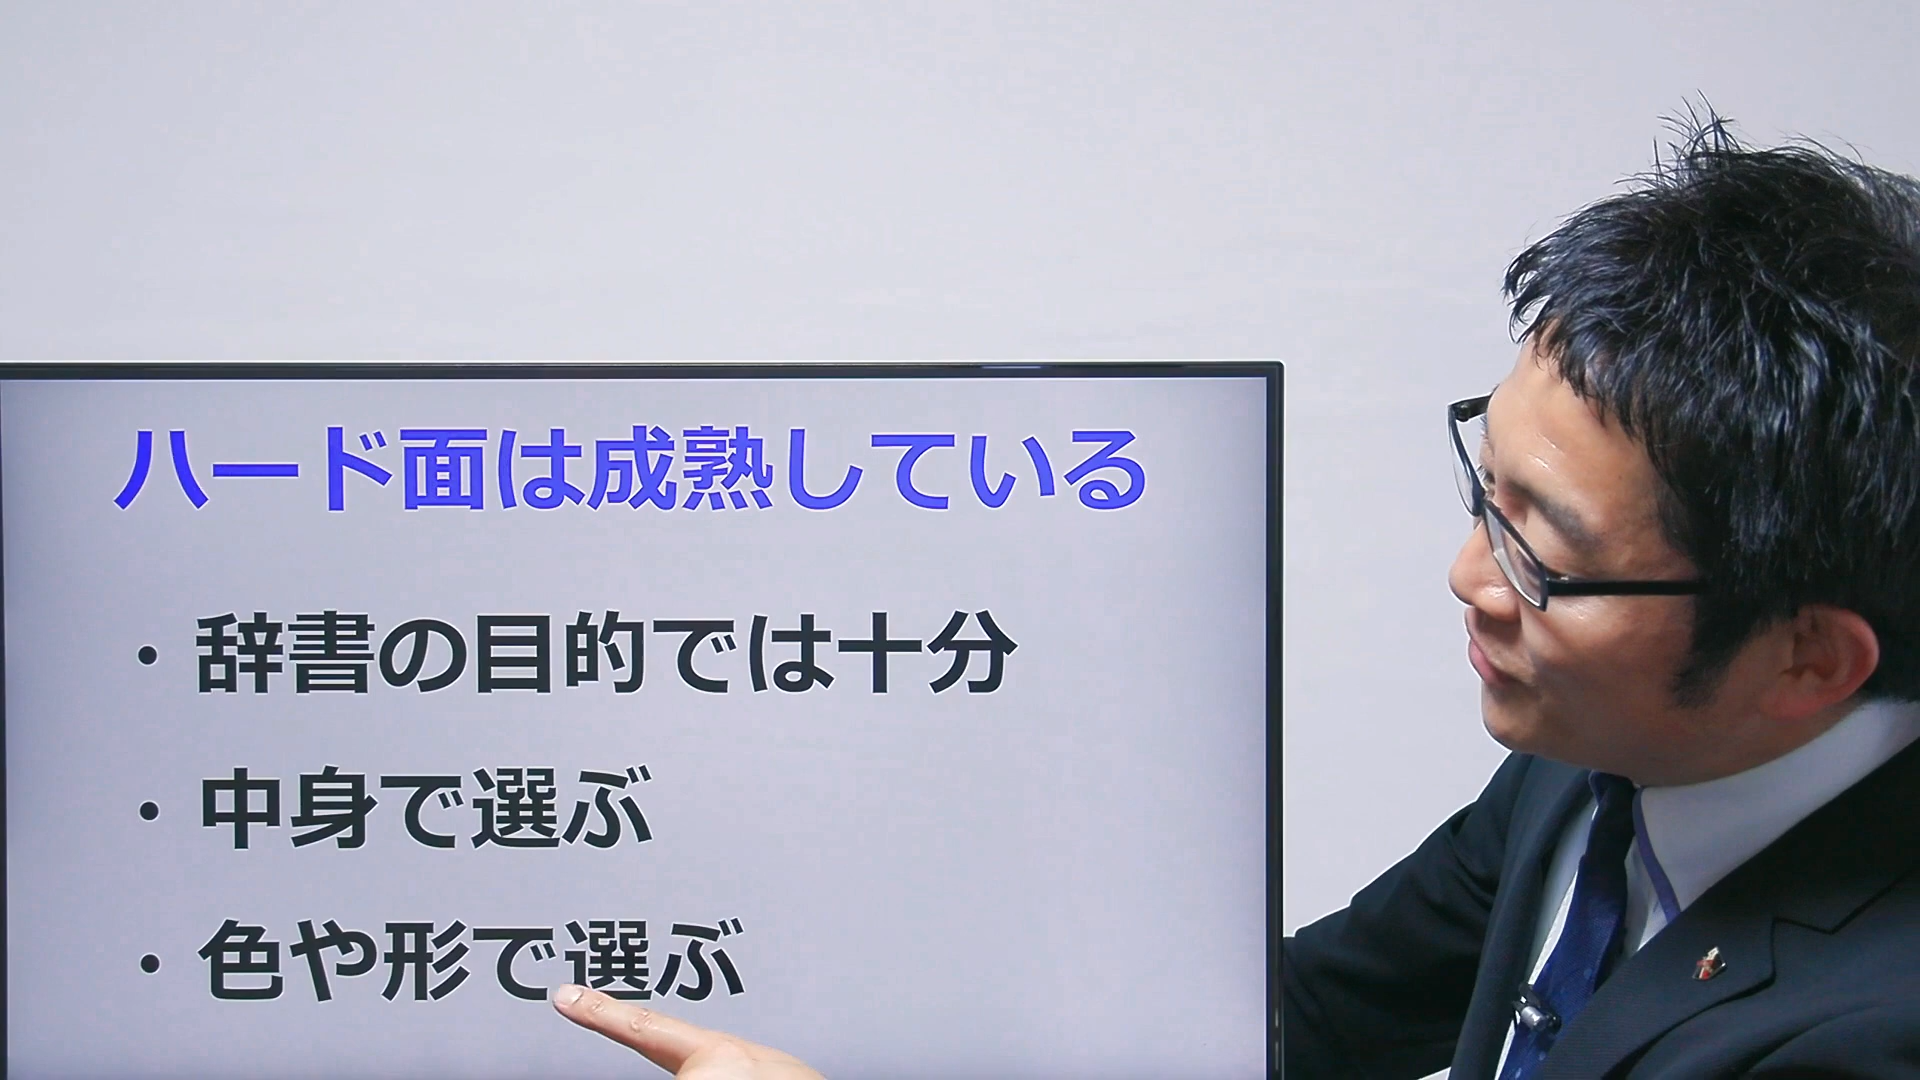 ハード面は成熟している
・辞書の目的では十分
・中身で選ぶ
・色や形で選ぶ